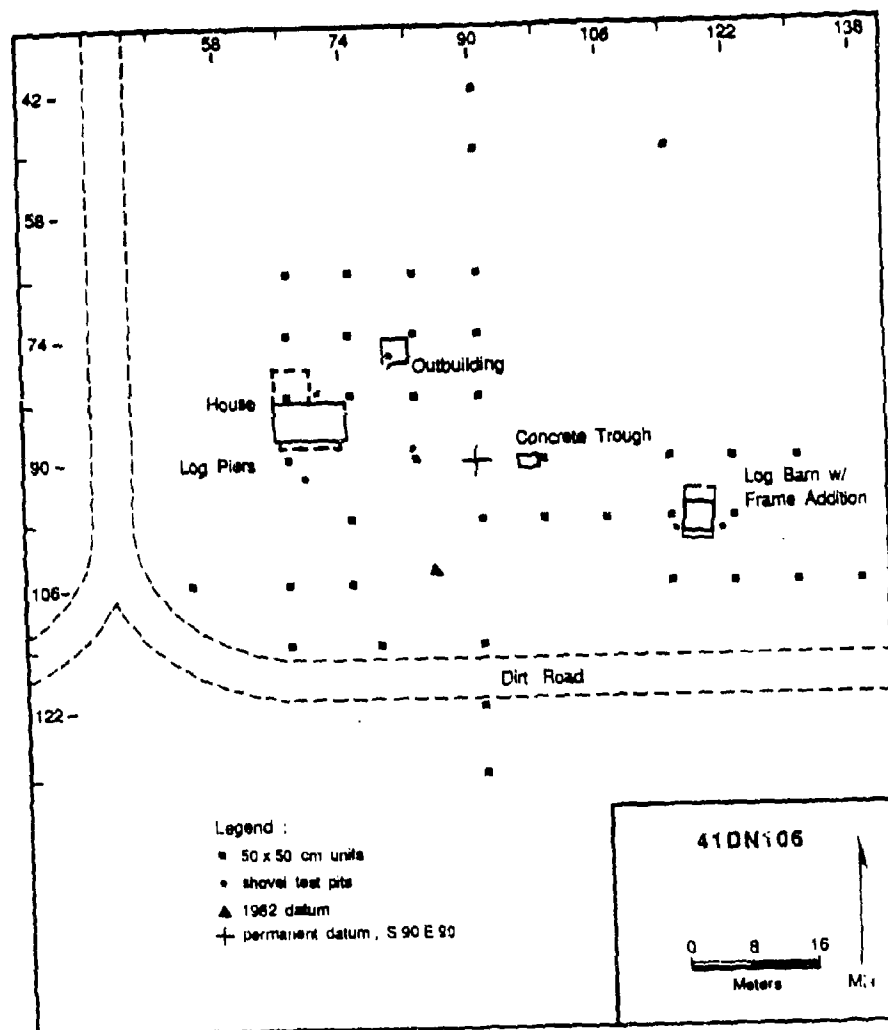 58 74 90 106 122 138
42
58
74
90
106
122
Outbuilding
House
Concrete Trough
Log Piers
Log Barn w/
Frame Addition
Dirt Road
Legend :
50 x 50 cm units
shovel test pits
1982 datum
permanent datum, S 90 E 90
41DN106
0 8 16
Meters